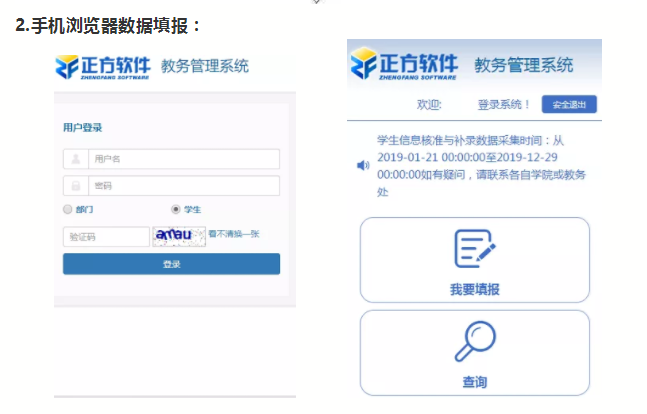 2.手机浏览器数据填报：
正方软件 教务管理系统
ZHENGFANG SOFTWARE
用户登录
用户名
密码
部门 学生
验证码 amau 看不清换一张
登录
正方软件 教务管理系统
ZHENGFANG SOFTWARE
欢迎: 登录系统！ 安全退出
学生信息核准与补录数据采集时间：从
2019-01-21 00:00:00至2019-12-29
00:00:00如有疑问，请联系各自学院或教务
处
我要填报
查询